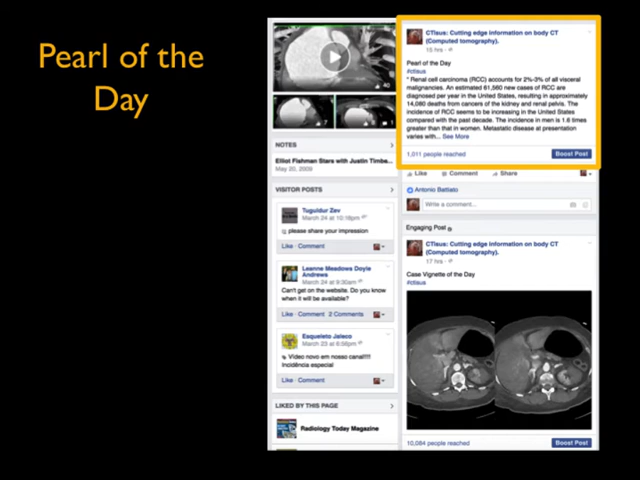 Pearl of the
Day
40
NOTES
Elliot Fishman Stars with Justin Timbe...
May 20, 2009
VISITOR POSTS
Tuguldur Zev
March 24 at 10:18pm
please share your impression
Like · Comment
Leanne Meadows Doyle
Andrews
March 24 at 9:30am
Can't get on the website. Do you know
when it will be available?
Like · Comment 2 Comments
Esqueleto Jaleco
March 23 at 6:56pm
Video novo em nosso canal!!!!
Incidência especial
Like · Comment
LIKED BY THIS PAGE
Radiology Today Magazine
CTisus: Cutting edge information on body CT
(Computed tomography).
15 hrs ·
Pearl of the Day
#ctisus
" Renal cell carcinoma (RCC) accounts for 2%-3% of all visceral
malignancies. An estimated 61,560 new cases of RCC are
diagnosed per year in the United States, resulting in approximately
14,080 deaths from cancers of the kidney and renal pelvis. The
incidence of RCC seems to be increasing in the United States
compared with the past decade. The incidence in men is 1.6 times
greater than that in women. Metastatic disease at presentation
varies with... See More
1,011 people reached
Boost Post
Like Comment Share
Antonio Battiato
Write a comment...
Engaging Post
CTisus: Cutting edge information on body CT
(Computed tomography).
17 hrs ·
Case Vignette of the Day
#ctisus
10,084 people reached
Boost Post